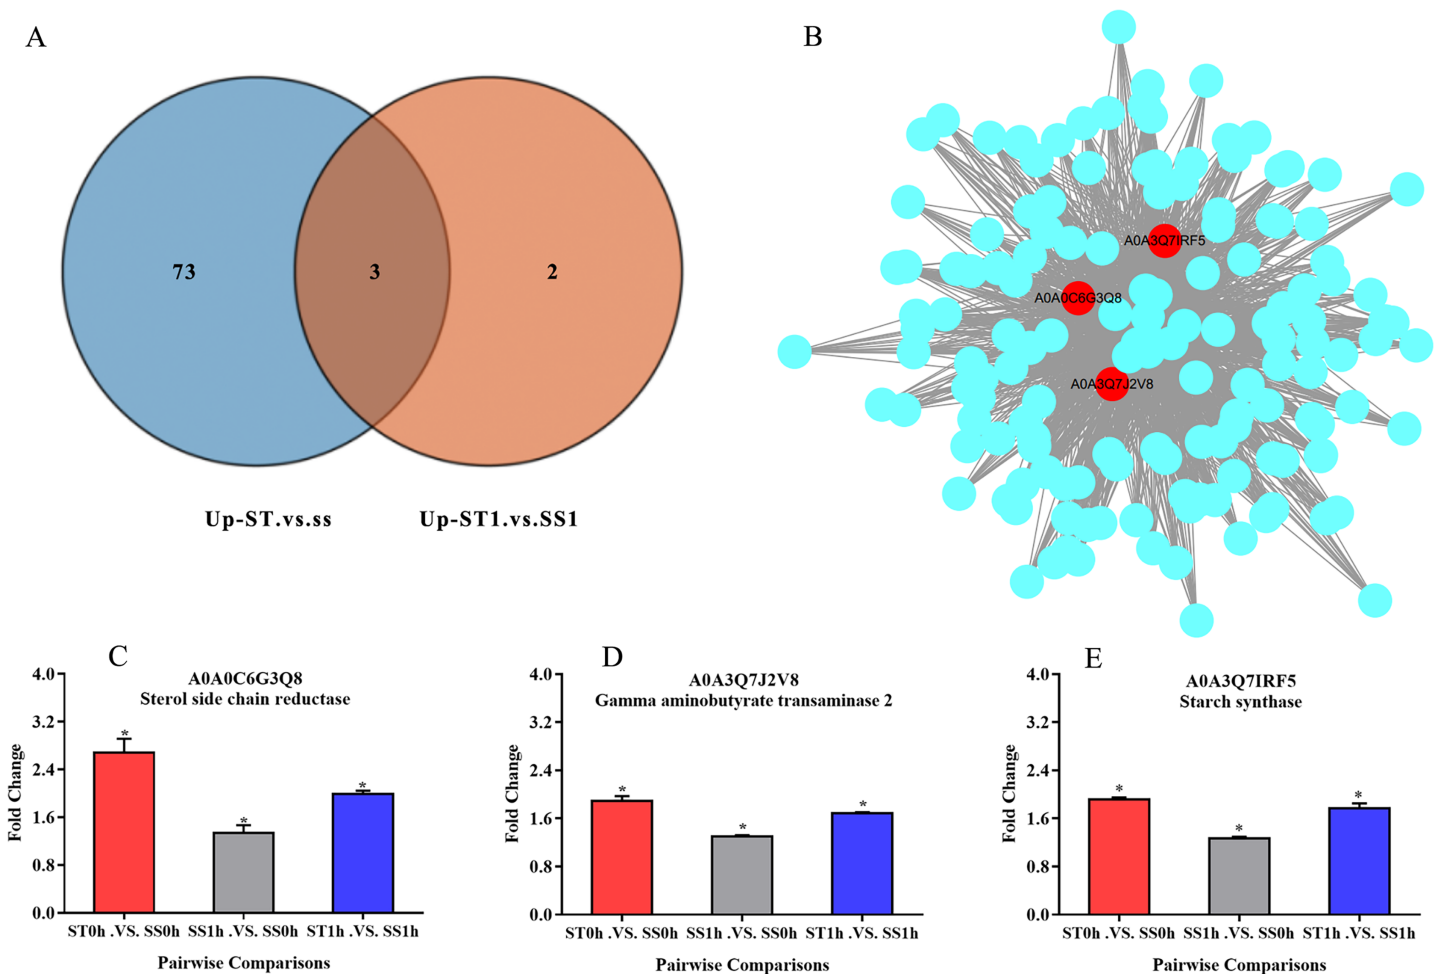 A
B
73
3
2
Up-ST.vs.ss
Up-ST1.vs.SS1
A0A3Q7IRF5
A0A0C6G3Q8
A0A3Q7J2V8
C
A0A0C6G3Q8
Sterol side chain reductase
4.0
3.2
2.4
1.6
0.8
0.0
Fold Change
*
*
*
ST0h .VS. SS0h
SS1h .VS. SS0h
ST1h .VS. SS1h
Pairwise Comparisons
D
A0A3Q7J2V8
Gamma aminobutyrate transaminase 2
4.0
3.2
2.4
1.6
0.8
0.0
Fold Change
*
*
*
ST0h .VS. SS0h
SS1h .VS. SS0h
ST1h .VS. SS1h
Pairwise Comparisons
E
A0A3Q7IRF5
Starch synthase
4.0
3.2
2.4
1.6
0.8
0.0
Fold Change
*
*
*
ST0h .VS. SS0h
SS1h .VS. SS0h
ST1h .VS. SS1h
Pairwise Comparisons